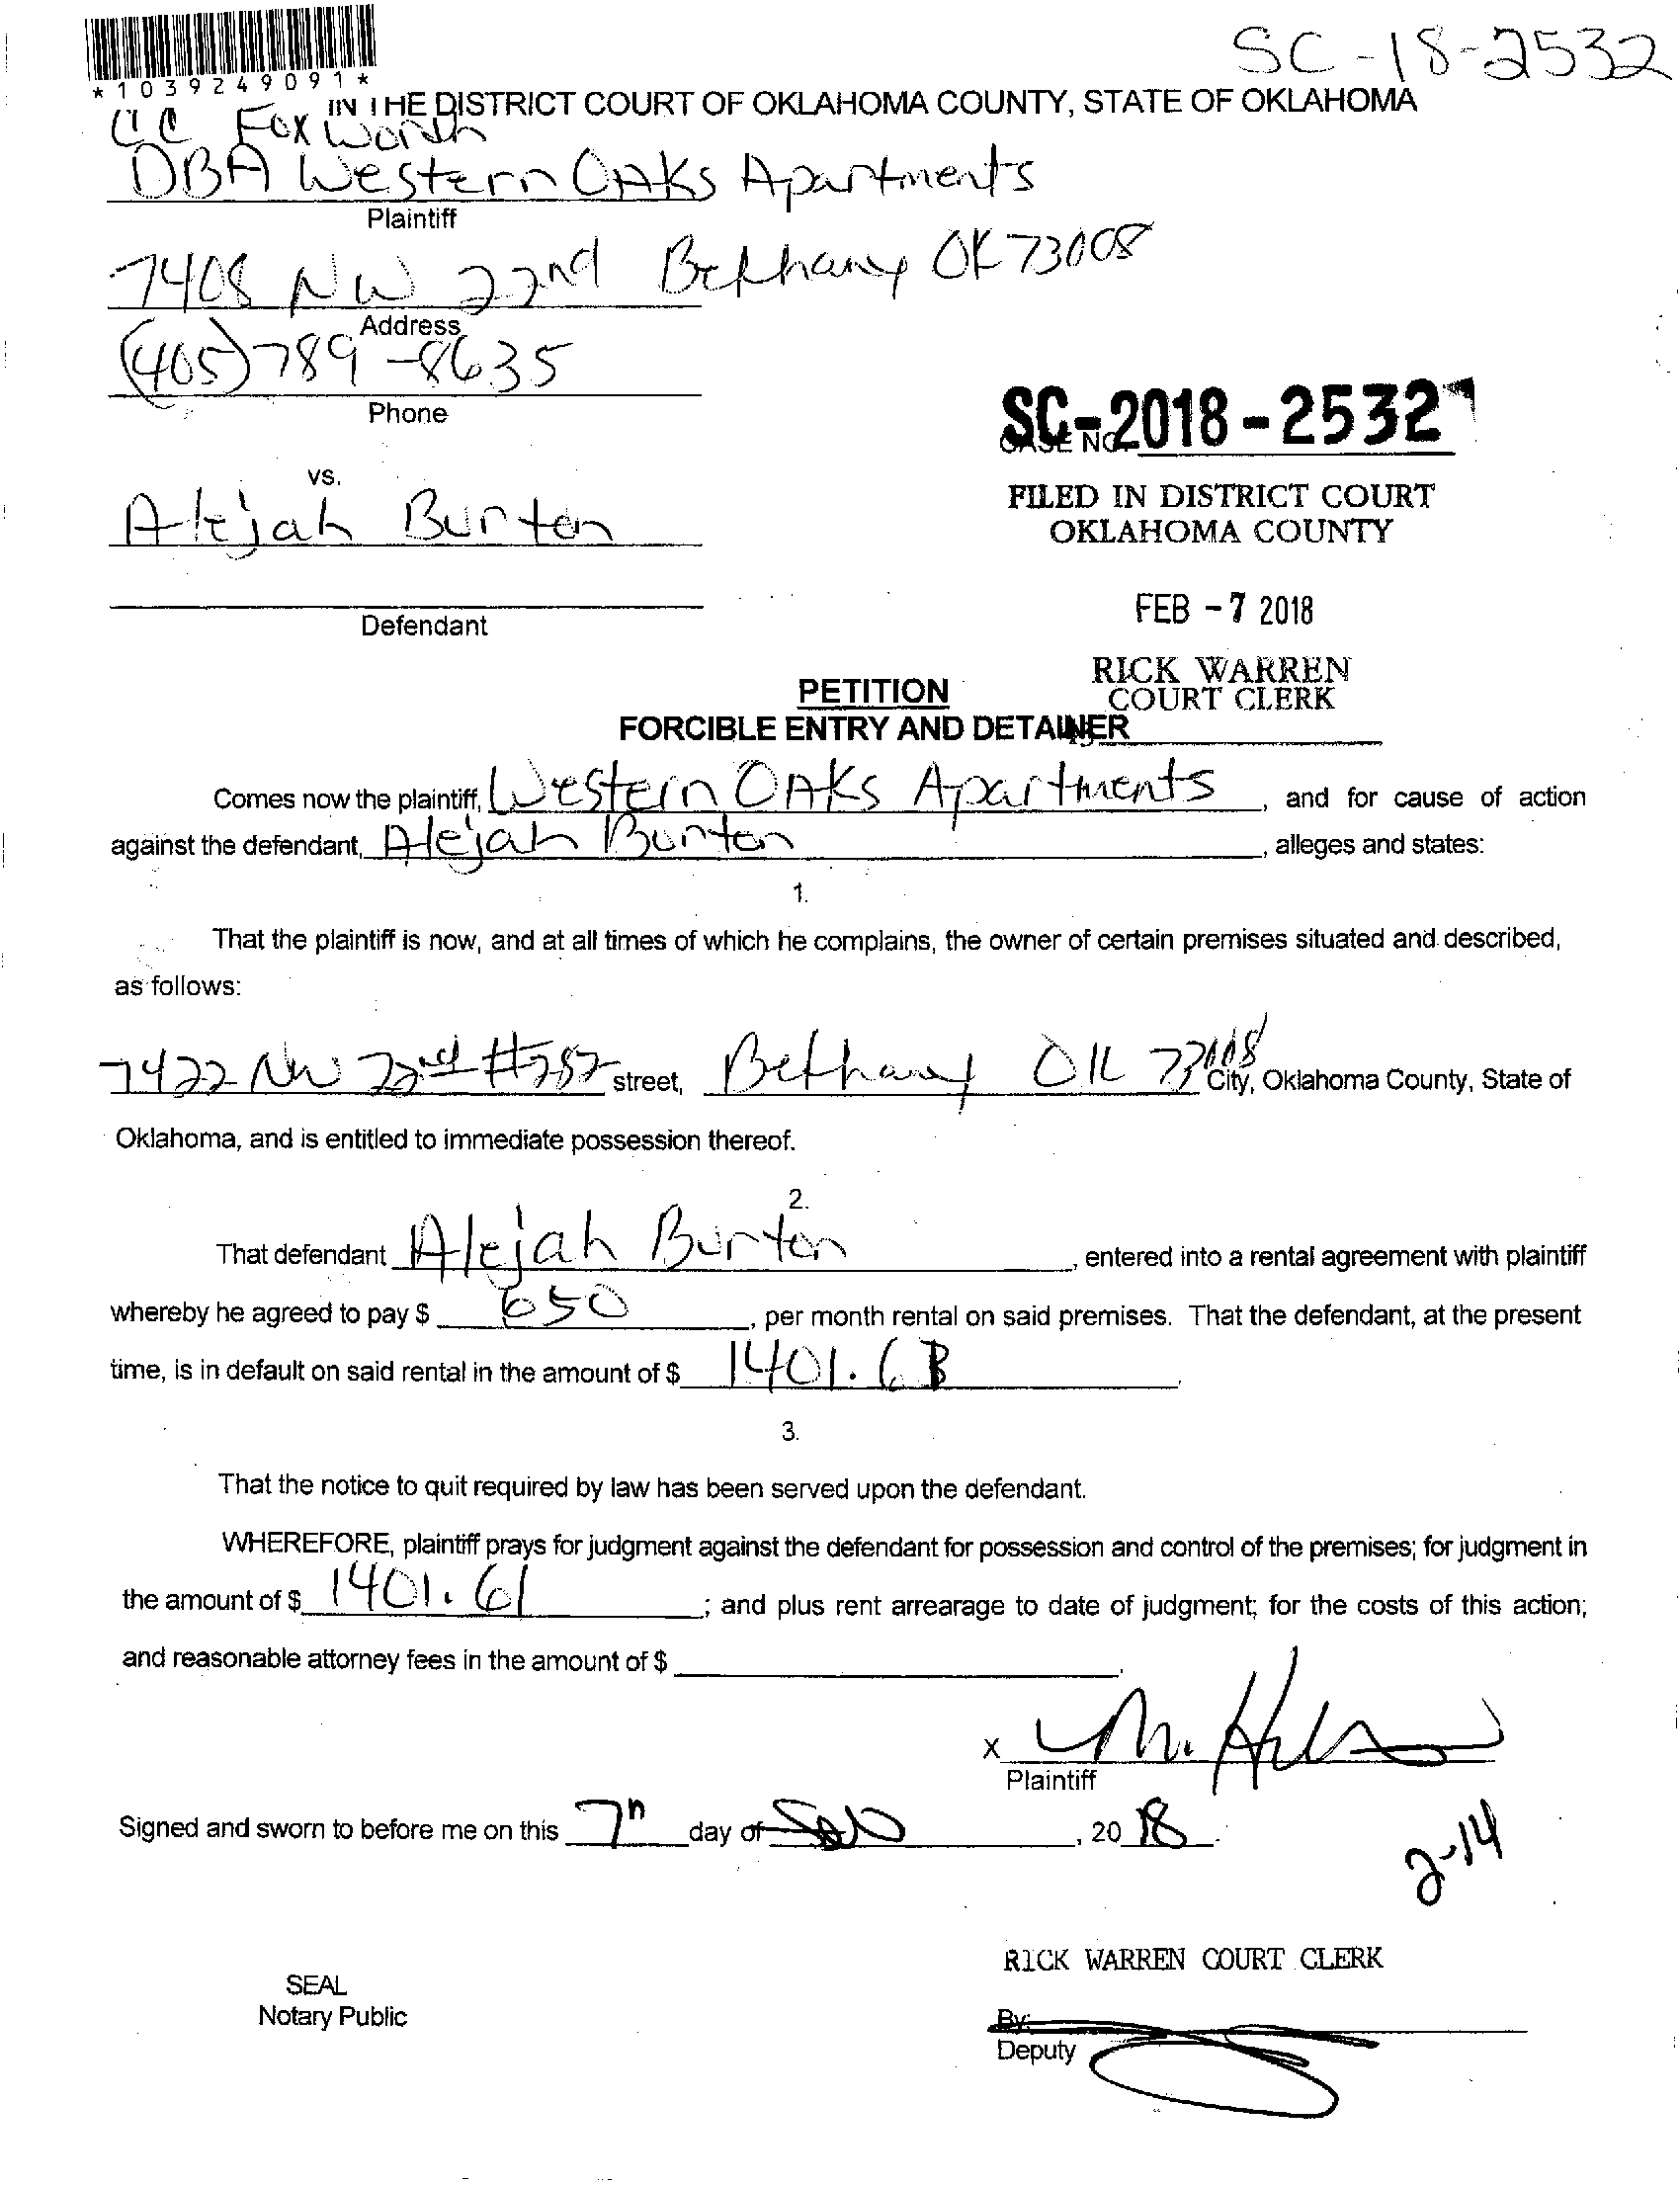 SC-18-2532
*1039249091*
IN THE DISTRICT COURT OF OKLAHOMA COUNTY, STATE OF OKLAHOMA
CC Foxworth
DBA Western OAKs Apartments
Plaintiff
7408 NW 22nd Bethany OK 73008
Address
(405) 789-8635
Phone
SC-2018-2532
CASE NO.
vs.
Alejah Burton
FILED IN DISTRICT COURT
OKLAHOMA COUNTY
FEB -7 2018
Defendant
RICK WARREN
COURT CLERK
PETITION
FORCIBLE ENTRY AND DETAINER
Comes now the plaintiff, Western OAKs Apartments, and for cause of action
against the defendant, Alejah Burton, alleges and states:
1.
That the plaintiff is now, and at all times of which he complains, the owner of certain premises situated and described,
as follows:
7422 NW 22nd #282 street, Bethany OK 73008 City, Oklahoma County, State of
Oklahoma, and is entitled to immediate possession thereof.
2.
That defendant Alejah Burton, entered into a rental agreement with plaintiff
whereby he agreed to pay $ 650, per month rental on said premises. That the defendant, at the present
time, is in default on said rental in the amount of $ 1401.6
3.
That the notice to quit required by law has been served upon the defendant.
WHEREFORE, plaintiff prays for judgment against the defendant for possession and control of the premises; for judgment in
the amount of $ 1401.61; and plus rent arrearage to date of judgment; for the costs of this action;
and reasonable attorney fees in the amount of $
X
Plaintiff
Signed and sworn to before me on this 7 day of , 2018.
2-14
RICK WARREN COURT CLERK
SEAL
Notary Public
By:
Deputy